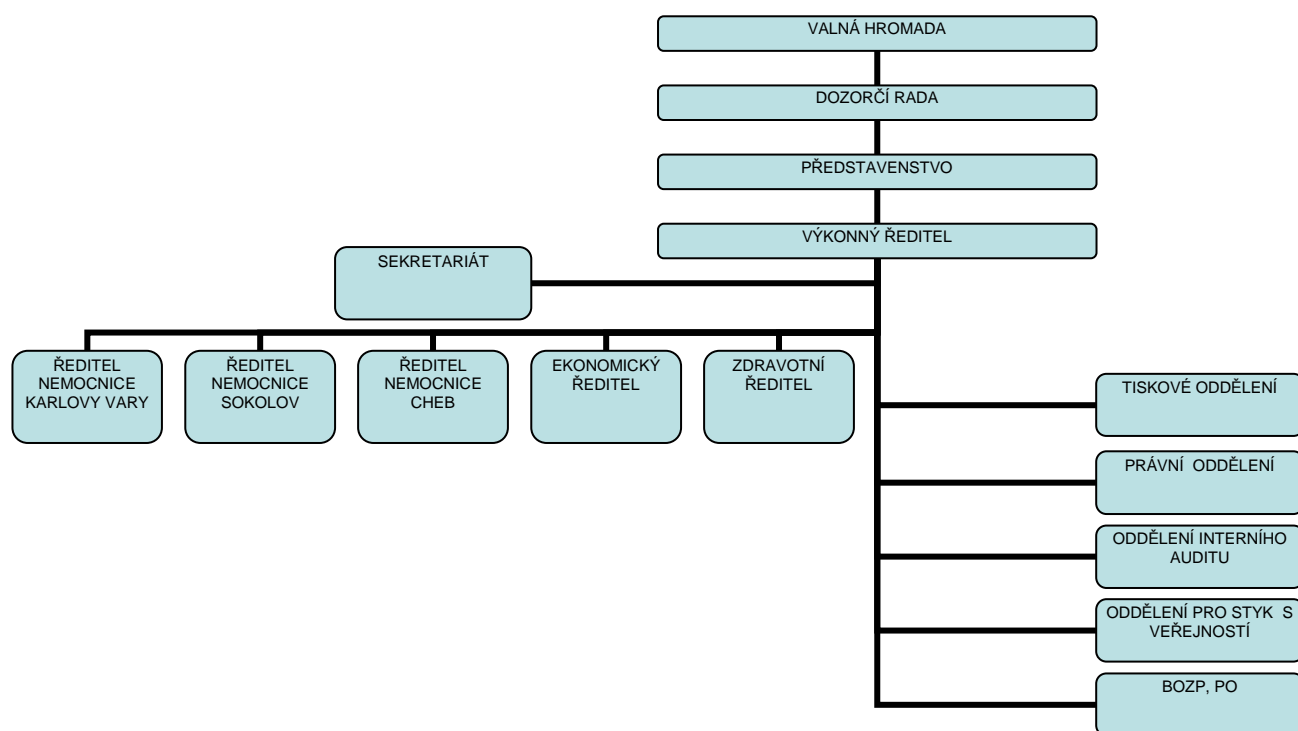 VALNÁ HROMADA
DOZORČÍ RADA
PŘEDSTAVENSTVO
VÝKONNÝ ŘEDITEL
SEKRETARIÁT
ŘEDITEL
NEMOCNICE
KARLOVY VARY
ŘEDITEL
NEMOCNICE
SOKOLOV
ŘEDITEL
NEMOCNICE
CHEB
EKONOMICKÝ
ŘEDITEL
ZDRAVOTNÍ
ŘEDITEL
TISKOVÉ ODDĚLENÍ
PRÁVNÍ  ODDĚLENÍ
ODDĚLENÍ INTERNÍHO
AUDITU
ODDĚLENÍ PRO STYK  S
VEŘEJNOSTÍ
BOZP, PO